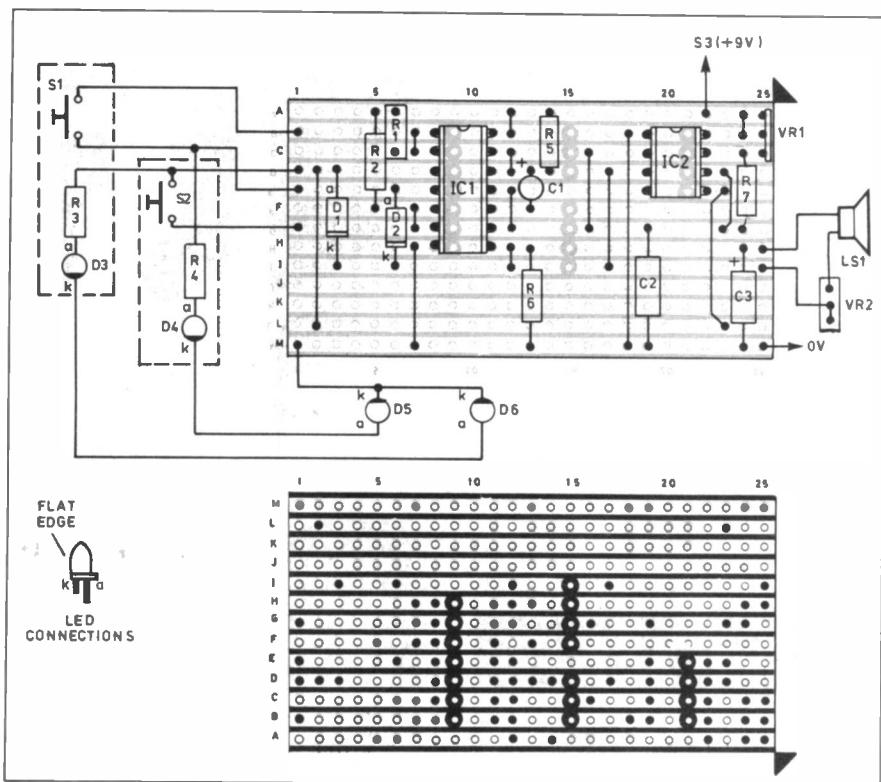 S3(+9V)
1 5 10 15 20 25
S1
A
R1
VR1
C
R2
R5
IC2
S2
IC1
+
C1
R7
R3
a
D1
k
F
a
D2
k
a
D3
k
R4
H
I
J
K
L
M
R6
C2
+
C3
LS1
VR2
a
D4
k
0V
k
D5
a
k
D6
a
1 5 10 15 20 25
M
L
K
J
I
H
G
F
E
D
C
B
A
FLAT
EDGE
k a
LED
CONNECTIONS